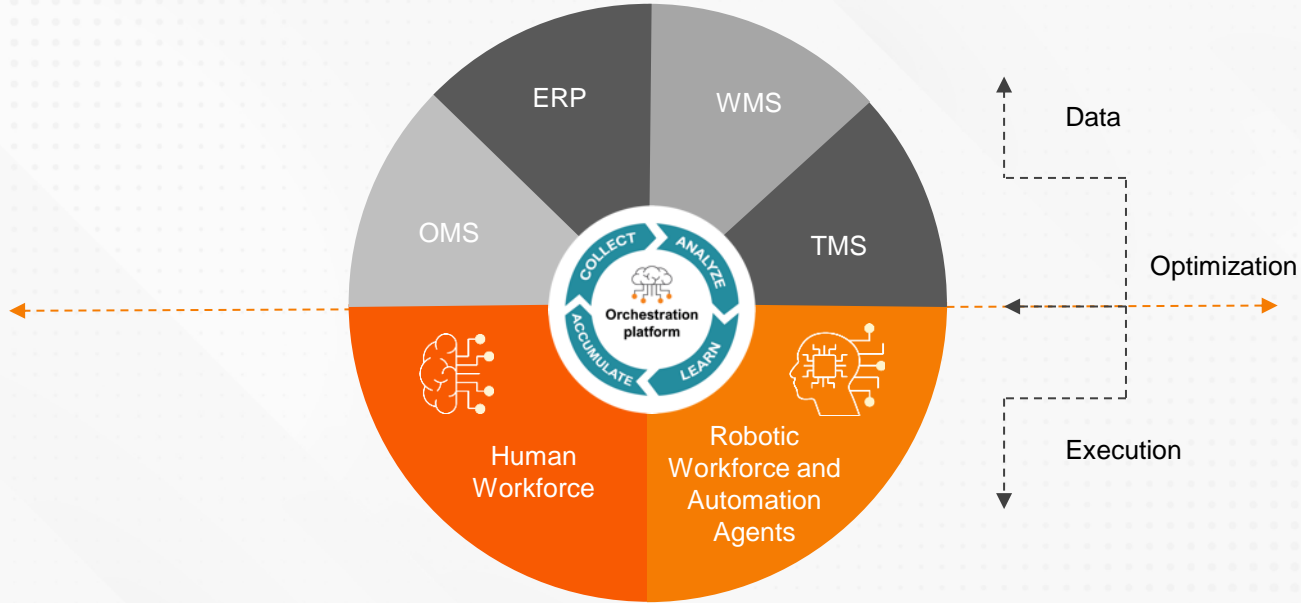 ERP
WMS
Data
OMS
TMS
COLLECT
ANALYZE
Optimization
Orchestration
platform
ACCUMULATE
LEARN
Human
Workforce
Robotic
Workforce and
Automation
Agents
Execution